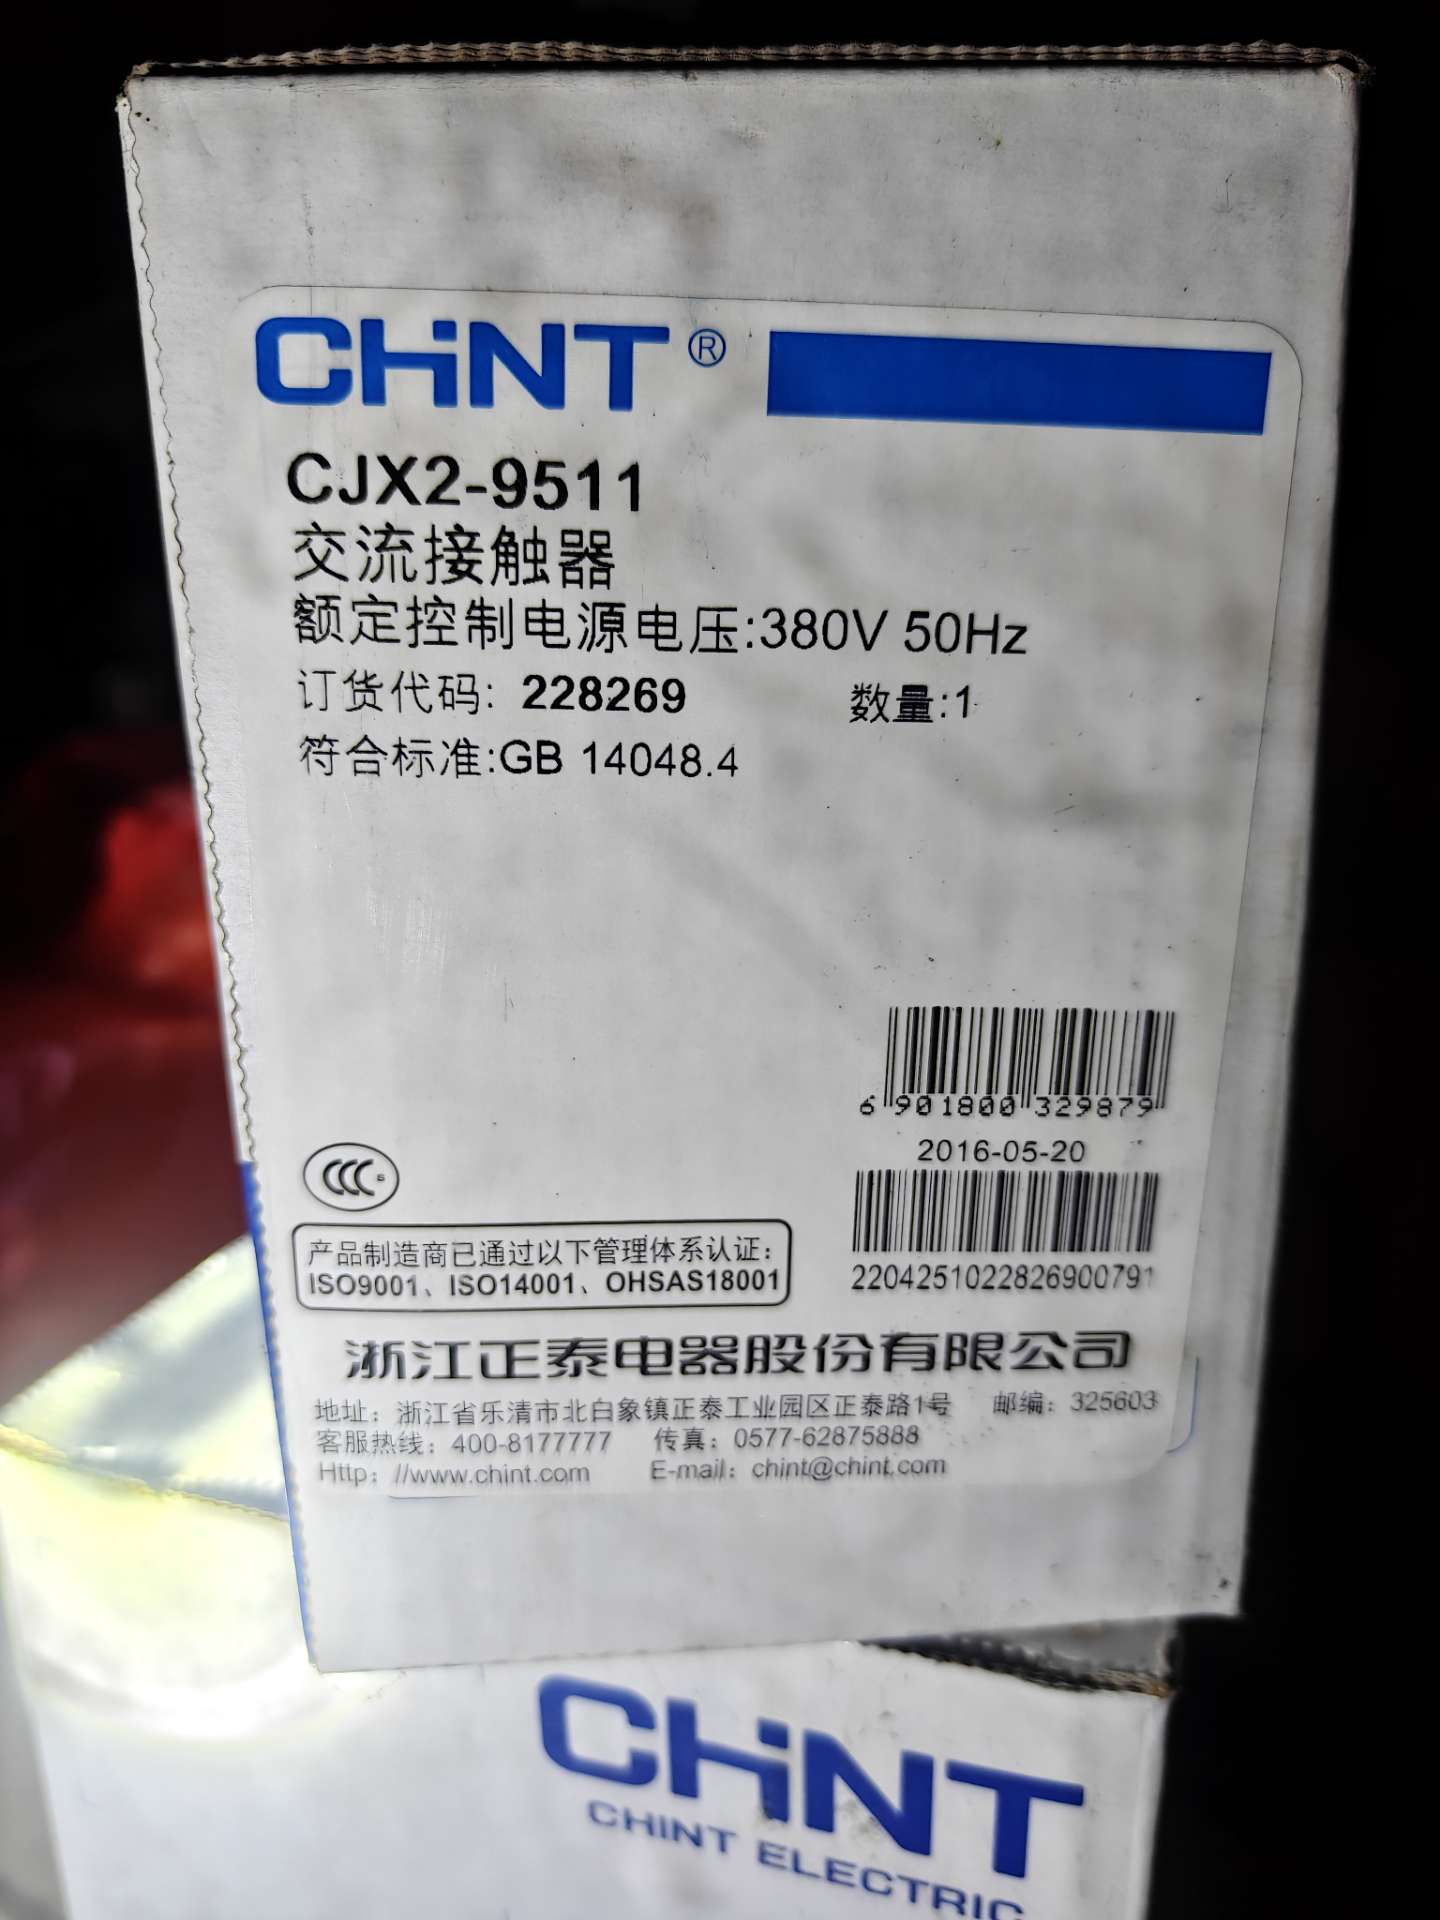 CHiNT®
CJX2-9511
交流接触器
额定控制电源电压:380V 50Hz
订货代码: 228269 数量:1
符合标准:GB 14048.4
6 901800 329879
2016-05-20
CCC S
2204251022826900791
产品制造商已通过以下管理体系认证:
ISO9001、ISO14001、OHSAS18001
浙江正泰电器股份有限公司
地址：浙江省乐清市北白象镇正泰工业园区正泰路1号 邮编：325603
客服热线：400-8177777 传真：0577-62875888
Http：//www.chint.com E-mail：chint@chint.com
CHiNT
CHINT ELECTRIC